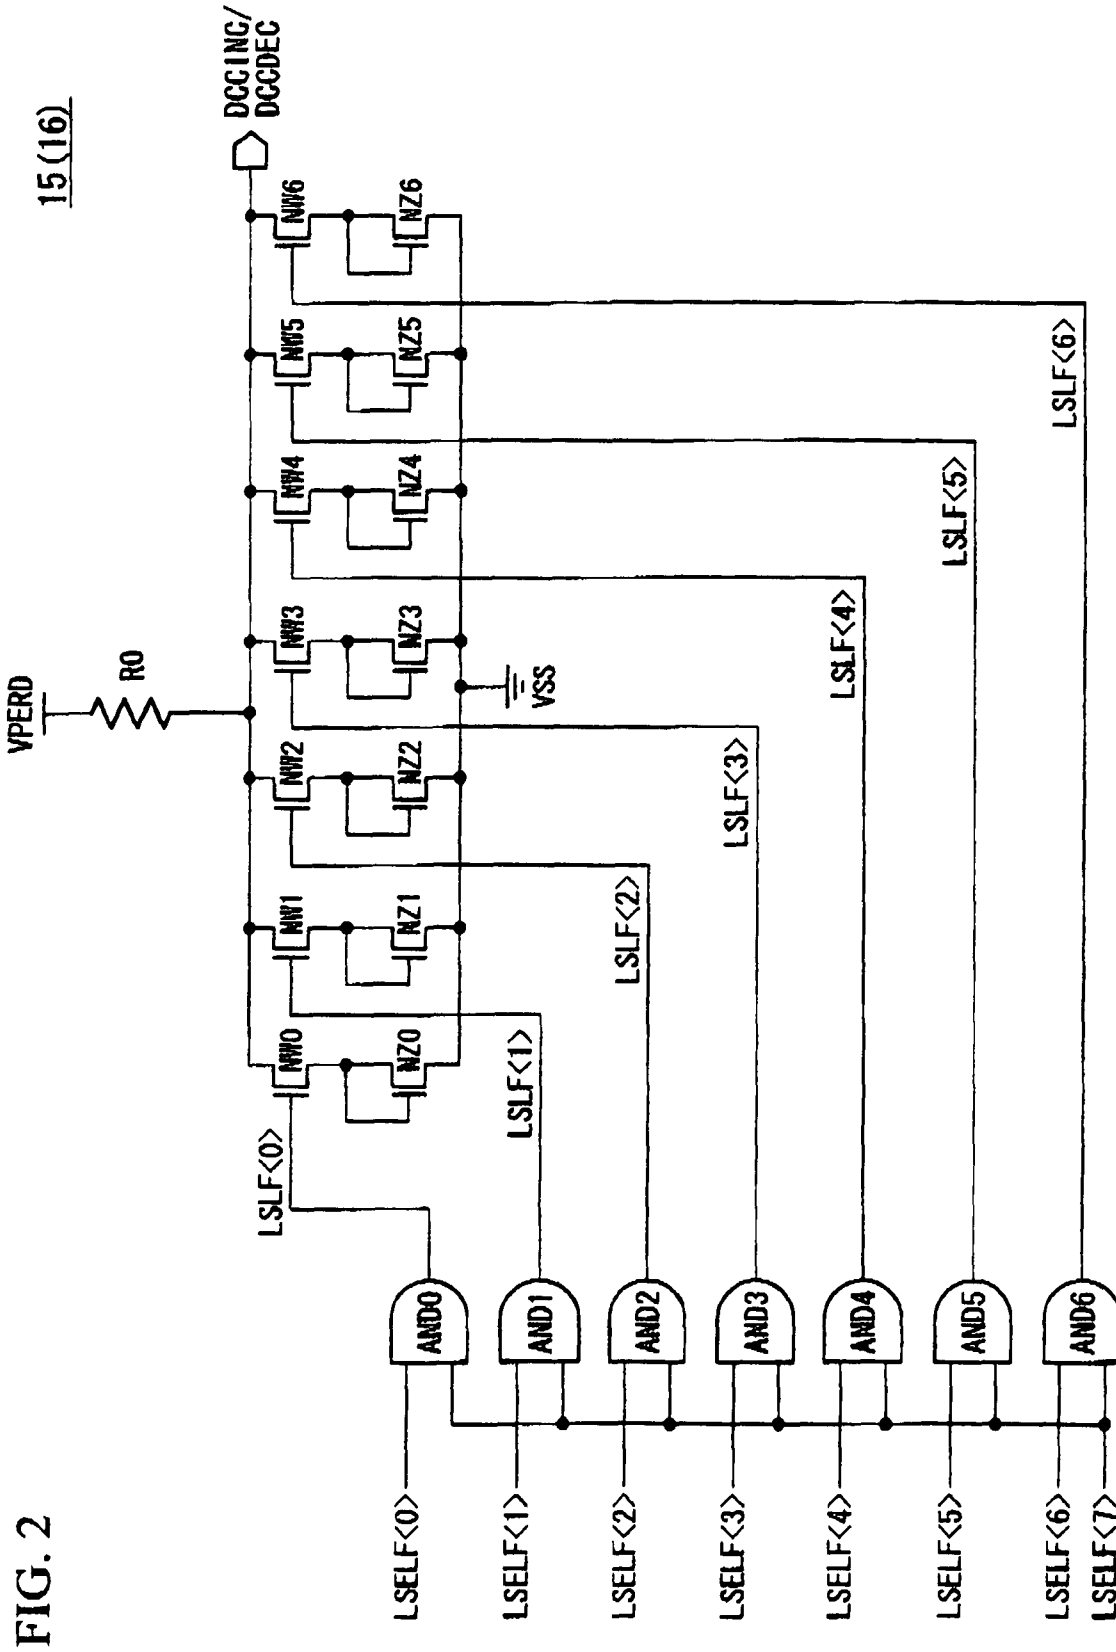 FIG. 2
15(16)
VPERD
R0
DCCINC/
DCCDEC
NW0
NW1
NW2
NW3
NW4
NW5
NW6
NZ0
NZ1
NZ2
NZ3
NZ4
NZ5
NZ6
VSS
LSLF<0>
LSLF<1>
LSLF<2>
LSLF<3>
LSLF<4>
LSLF<5>
LSLF<6>
AND0
AND1
AND2
AND3
AND4
AND5
AND6
LSELF<0>
LSELF<1>
LSELF<2>
LSELF<3>
LSELF<4>
LSELF<5>
LSELF<6>
LSELF<7>